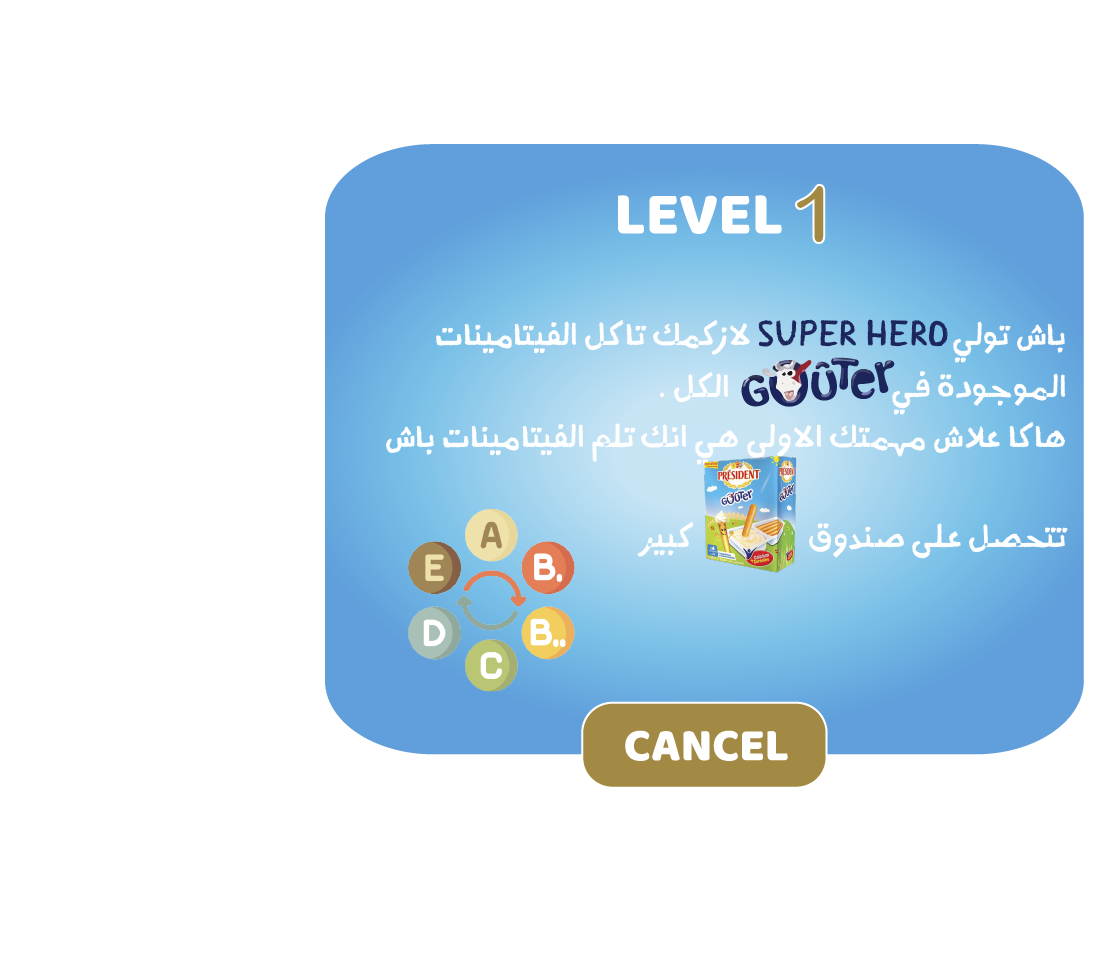 LEVEL 1
باش تولي SUPER HERO لازكمك تاكل الفيتامينات
الموجودة في GOÛTER الكل .
هاكا علاش مهمتك الاولى هي انك تلم الفيتامينات باش
تتحصل على صندوق كبير
PRÉSIDENT
GOÛTER
A
E
B.
D
B..
C
CANCEL